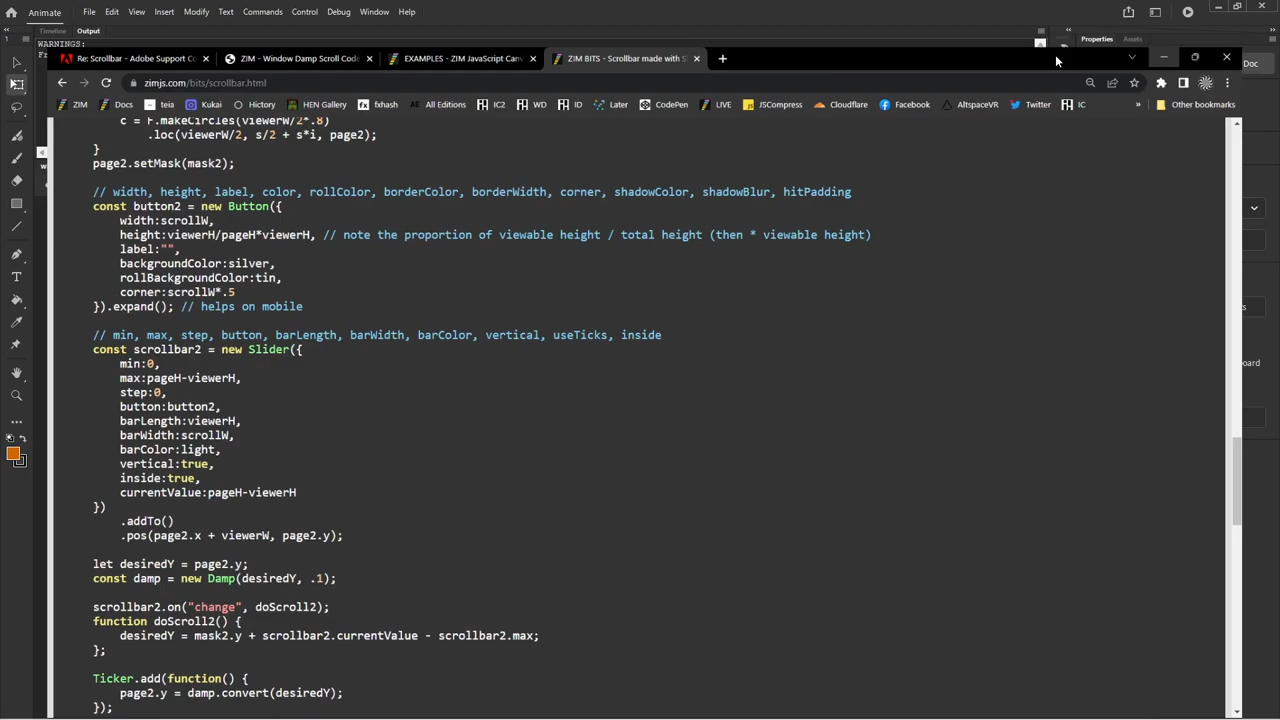 Animate File Edit View Insert Modify Text Commands Control Debug Window Help
Timeline Output
WARNINGS:
Properties Assets
Re: Scrollbar - Adobe Support Co
ZIM - Window Damp Scroll Code
EXAMPLES - ZIM JavaScript Canv
ZIM BITS - Scrollbar made with S
Doc
zimjs.com/bits/scrollbar.html
ZIM Docs teia Kukai Hictory HEN Gallery fxhash All Editions IC2 WD ID Later CodePen LIVE JSCompress Cloudflare Facebook AltspaceVR Twitter IC » Other bookmarks
c = F.makeCircles(viewerW/2*.8)
.loc(viewerW/2, s/2 + s*i, page2);
}
page2.setMask(mask2);
// width, height, label, color, rollColor, borderColor, borderWidth, corner, shadowColor, shadowBlur, hitPadding
const button2 = new Button({
width:scrollW,
height:viewerH/pageH*viewerH, // note the proportion of viewable height / total height (then * viewable height)
label:"",
backgroundColor:silver,
rollBackgroundColor:tin,
corner:scrollW*.5
}).expand(); // helps on mobile
// min, max, step, button, barLength, barWidth, barColor, vertical, useTicks, inside
const scrollbar2 = new Slider({
min:0,
max:pageH-viewerH,
step:0,
button:button2,
barLength:viewerH,
barWidth:scrollW,
barColor:light,
vertical:true,
inside:true,
currentValue:pageH-viewerH
})
.addTo()
.pos(page2.x + viewerW, page2.y);
let desiredY = page2.y;
const damp = new Damp(desiredY, .1);
scrollbar2.on("change", doScroll2);
function doScroll2() {
desiredY = mask2.y + scrollbar2.currentValue - scrollbar2.max;
};
Ticker.add(function() {
page2.y = damp.convert(desiredY);
});